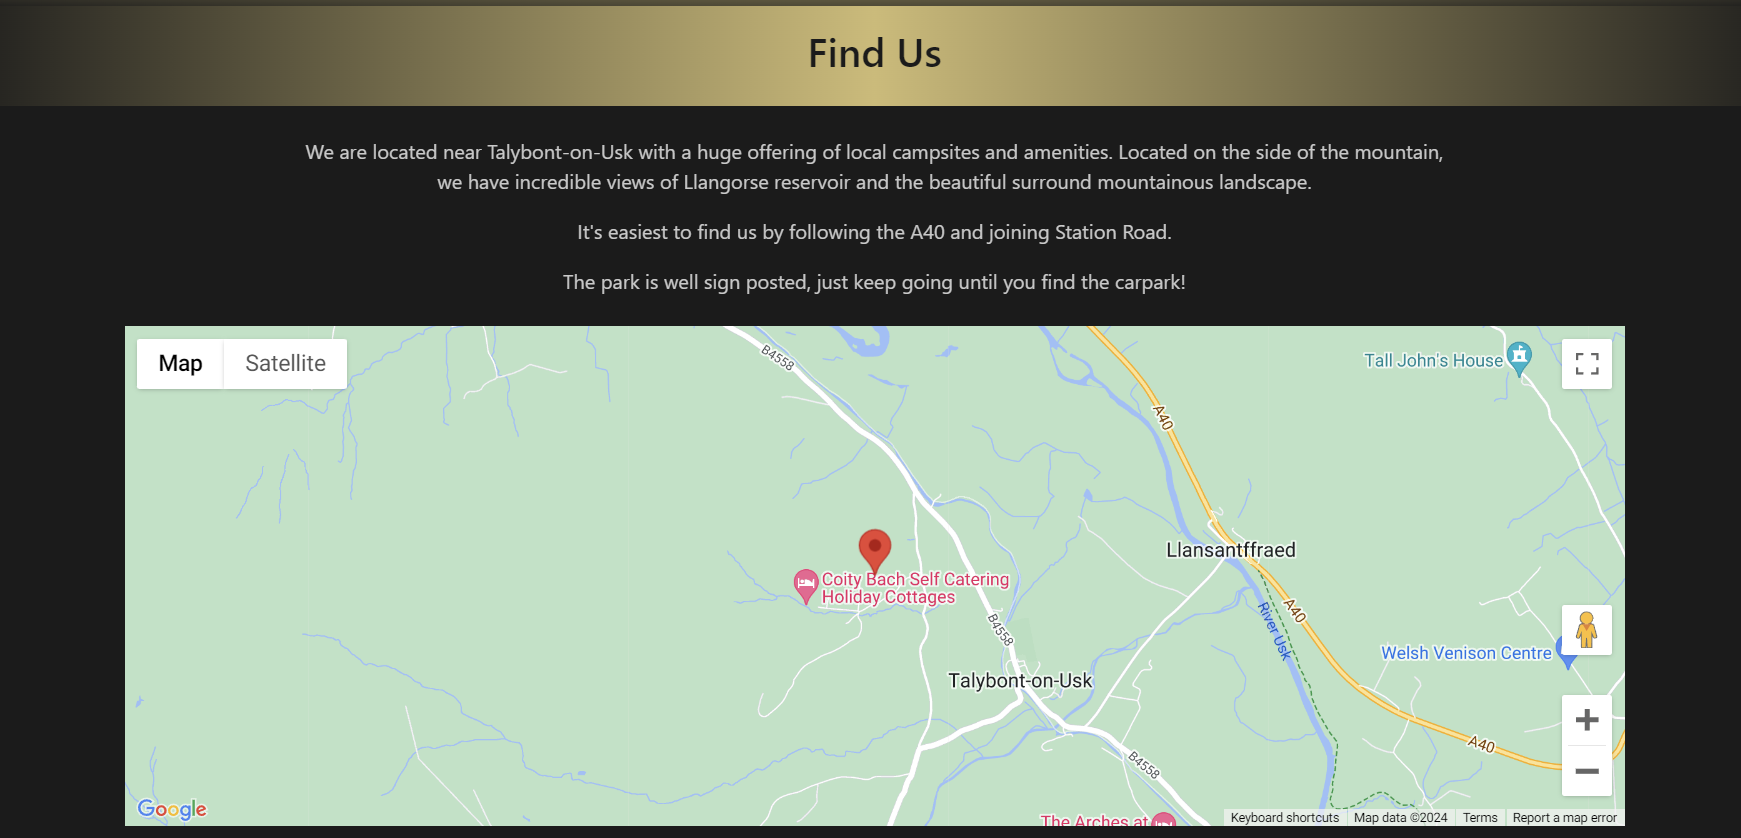 Find Us
We are located near Talybont-on-Usk with a huge offering of local campsites and amenities. Located on the side of the mountain,
we have incredible views of Llangorse reservoir and the beautiful surround mountainous landscape.
It's easiest to find us by following the A40 and joining Station Road.
The park is well sign posted, just keep going until you find the carpark!
Map
Satellite
B4558
A40
Tall John's House
Llansantffraed
Coity Bach Self Catering
Holiday Cottages
B4558
A40
River Usk
Welsh Venison Centre
Talybont-on-Usk
A40
B4558
Google
The Arches at
Keyboard shortcuts
Map data ©2024
Terms
Report a map error